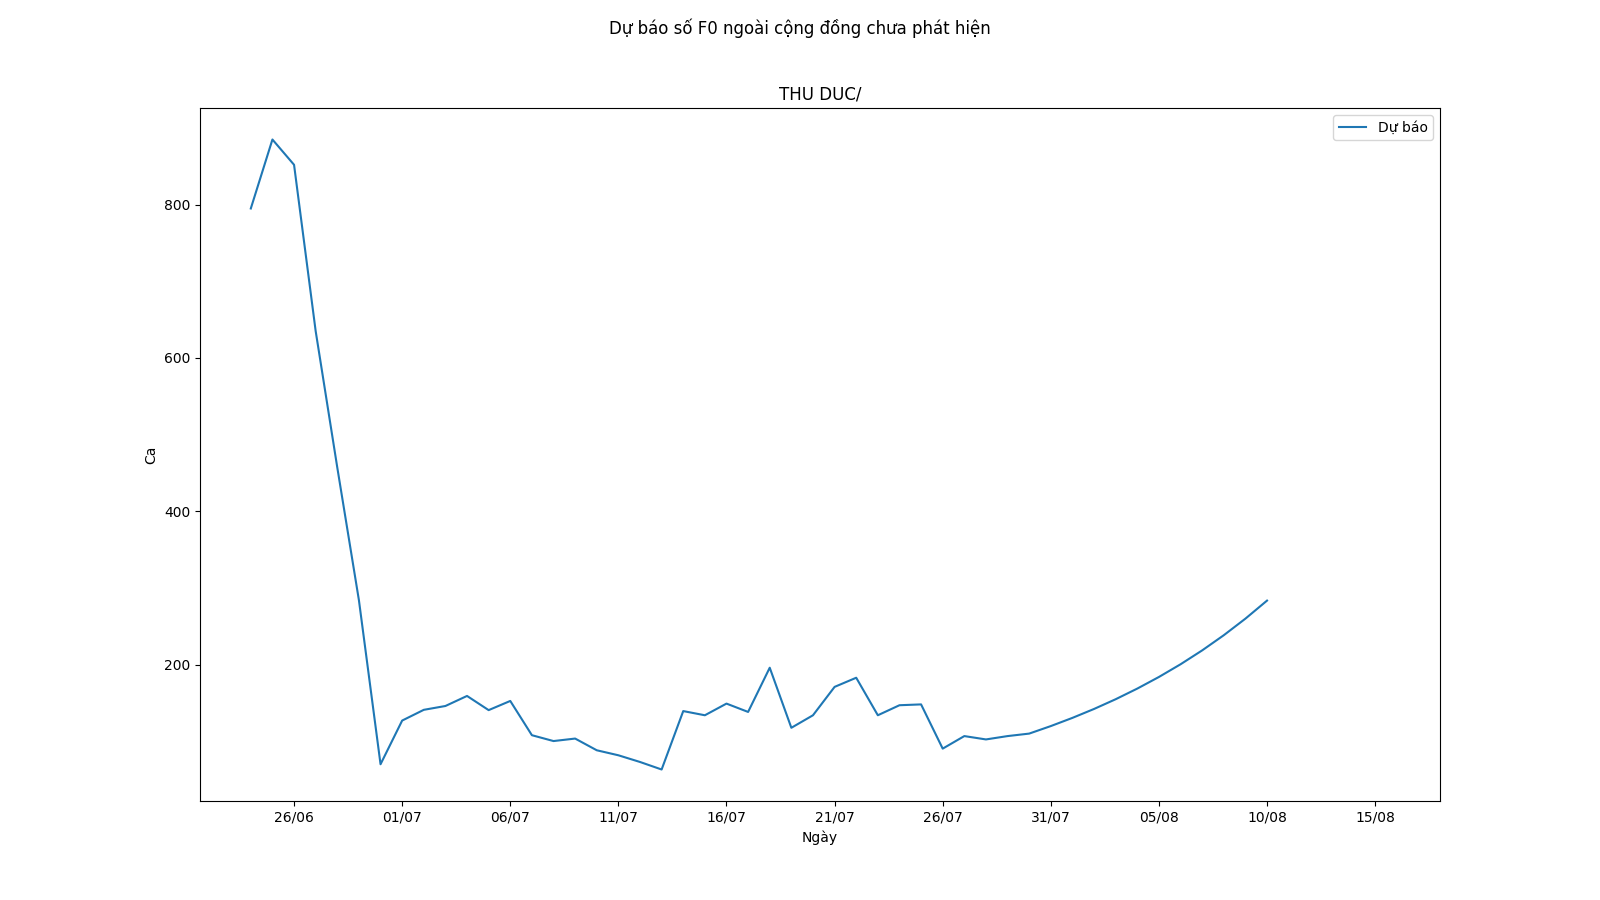 Dự báo số F0 ngoài cộng đồng chưa phát hiện
THU DUC/
Dự báo
800
600
400
200
Ca
26/06 01/07 06/07 11/07 16/07 21/07 26/07 31/07 05/08 10/08 15/08
Ngày